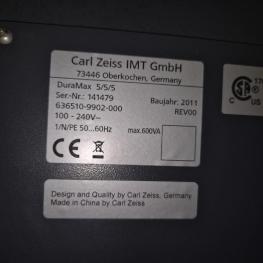 Carl Zeiss IMT GmbH
73446 Oberkochen, Germany
DuraMax 5/5/5
Ser.-Nr.: 141479
636510-9902-000
Baujahr: 2011
REV00
100 - 240V~
1/N/PE 50...60Hz
max.600VA
CE
Design and Quality by Carl Zeiss, Germany
Made in China by Carl Zeiss
C US